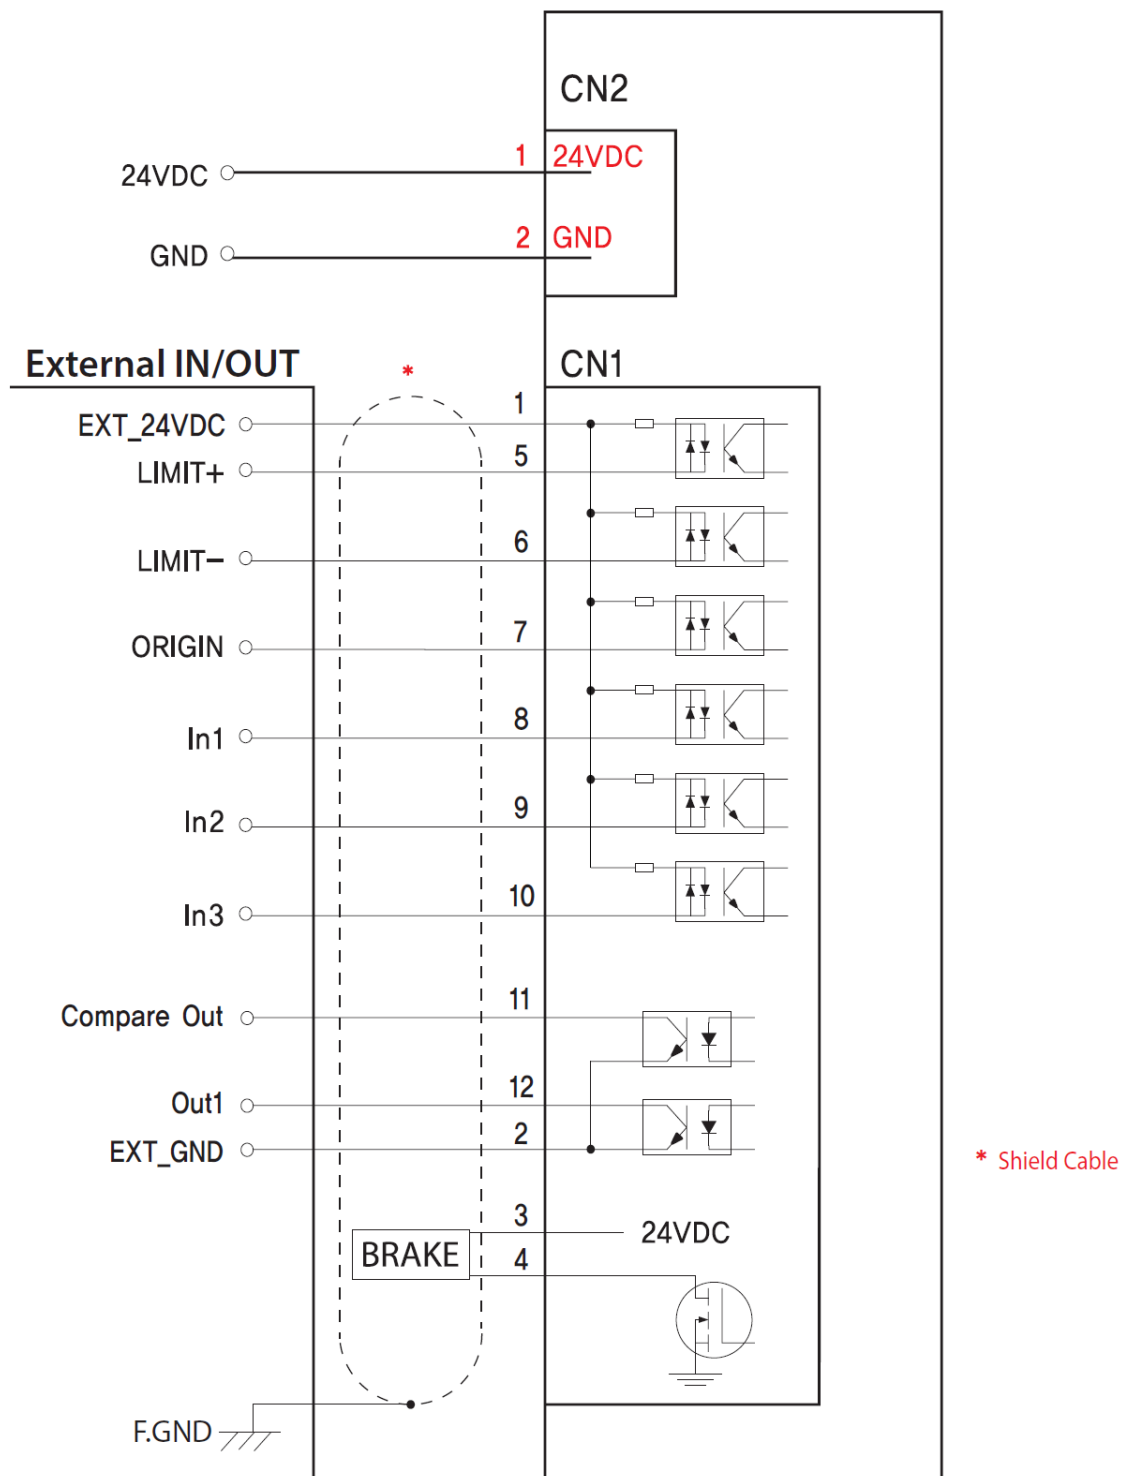 CN2
1 24VDC
24VDC
2 GND
GND
External IN/OUT
*
CN1
1
EXT_24VDC
5
LIMIT+
6
LIMIT−
7
ORIGIN
8
In1
9
In2
10
In3
11
Compare Out
12
Out1
2
EXT_GND
* Shield Cable
3
24VDC
BRAKE
4
F.GND